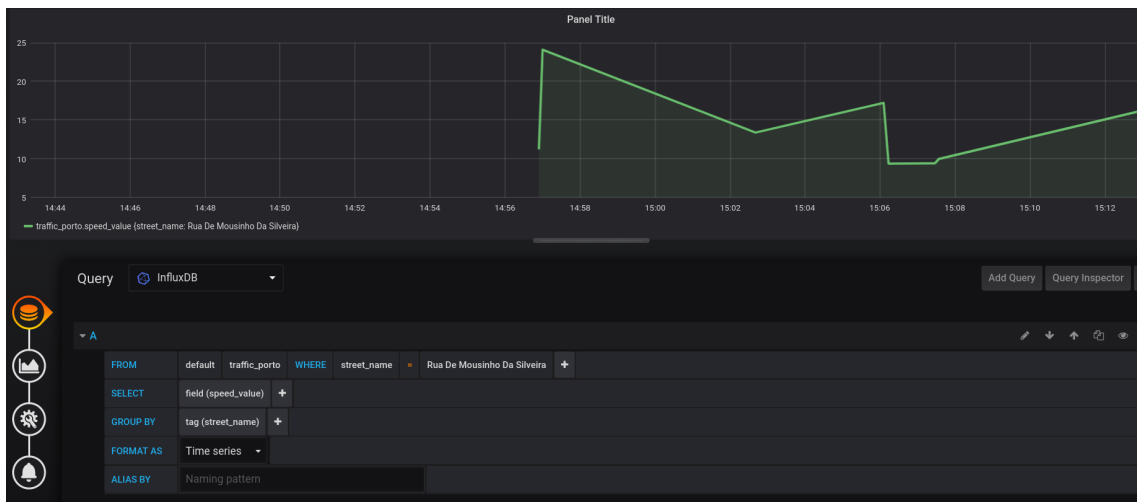 Panel Title
25
20
15
10
5
14:44 14:46 14:48 14:50 14:52 14:54 14:56 14:58 15:00 15:02 15:04 15:06 15:08 15:10 15:12
traffic_porto.speed_value {street_name: Rua De Mousinho Da Silveira}
Query InfluxDB Add Query Query Inspector
A
FROM default traffic_porto WHERE street_name = Rua De Mousinho Da Silveira +
SELECT field (speed_value) +
GROUP BY tag (street_name) +
FORMAT AS Time series
ALIAS BY Naming pattern